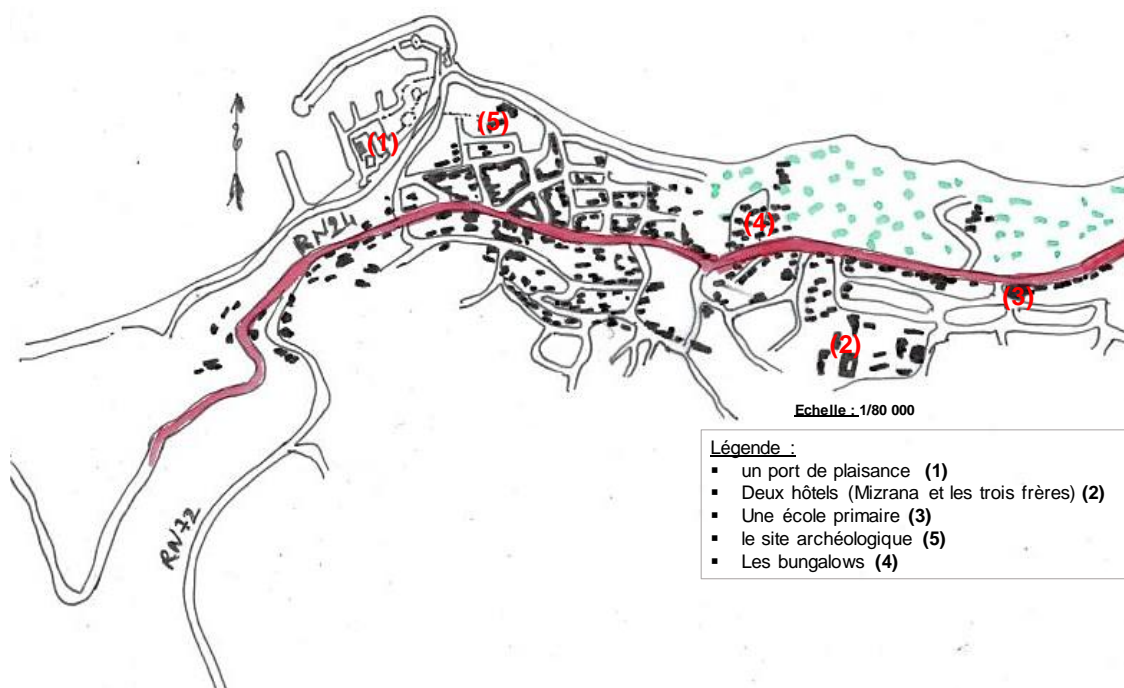 (1)
(5)
RN24
(4)
(3)
(2)
Echelle : 1/80 000
RN72
Légende :
▪ un port de plaisance (1)
▪ Deux hôtels (Mizrana et les trois frères) (2)
▪ Une école primaire (3)
▪ le site archéologique (5)
▪ Les bungalows (4)